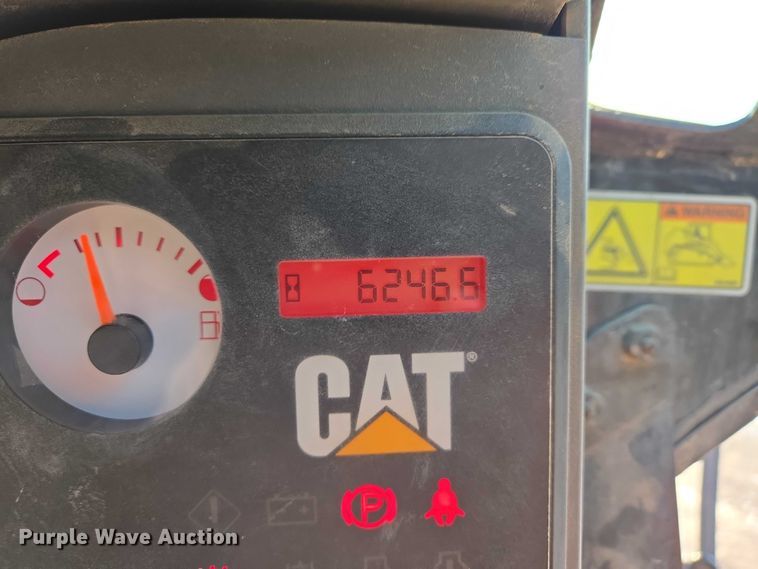 WARNING
6246.6
CAT®
P
Purple Wave Auction